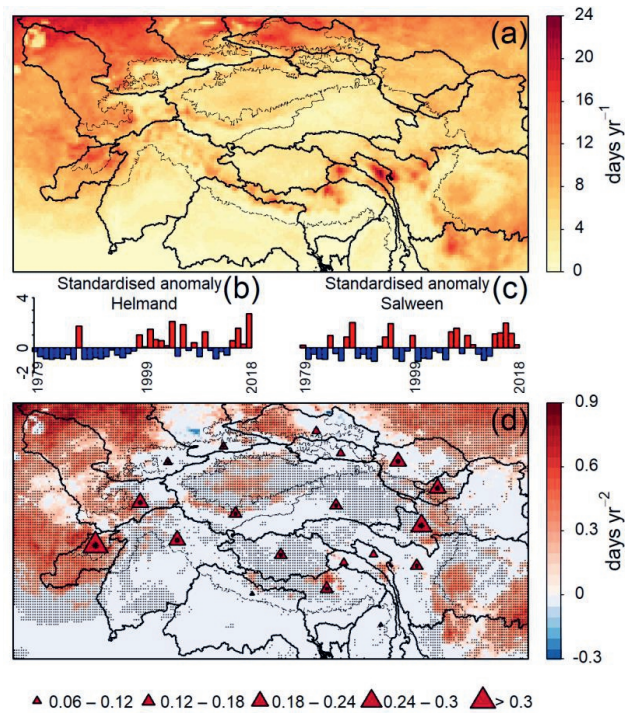 (a)
24
20
16
12
8
4
0
days yr⁻¹
Standardised anomaly
Helmand
(b)
Standardised anomaly
Salween
(c)
4
0
-2
1979
1999
2018
1979
1999
2018
(d)
0.9
0.6
0.3
0
-0.3
days yr⁻²
0.06 – 0.12
0.12 – 0.18
0.18 – 0.24
0.24 – 0.3
> 0.3